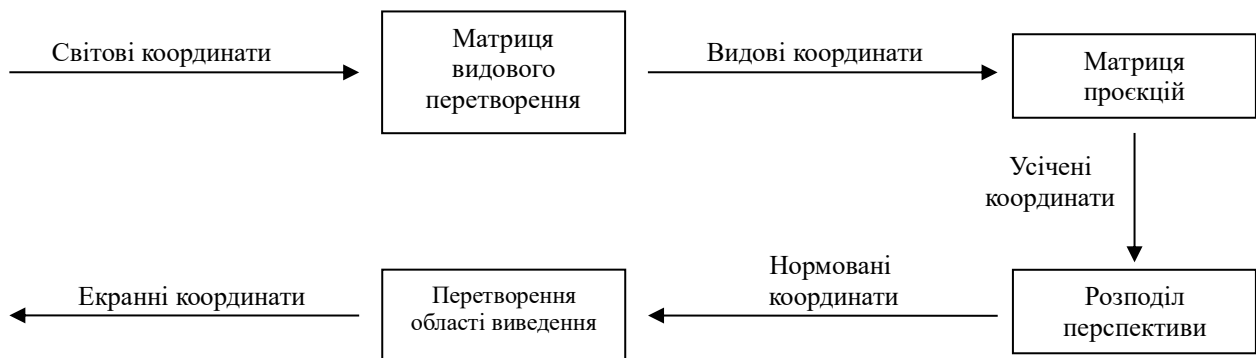 Світові координати
Матриця
видового
перетворення
Видові координати
Матриця
проєкцій
Усічені
координати
Розподіл
перспективи
Нормовані
координати
Перетворення
області виведення
Екранні координати